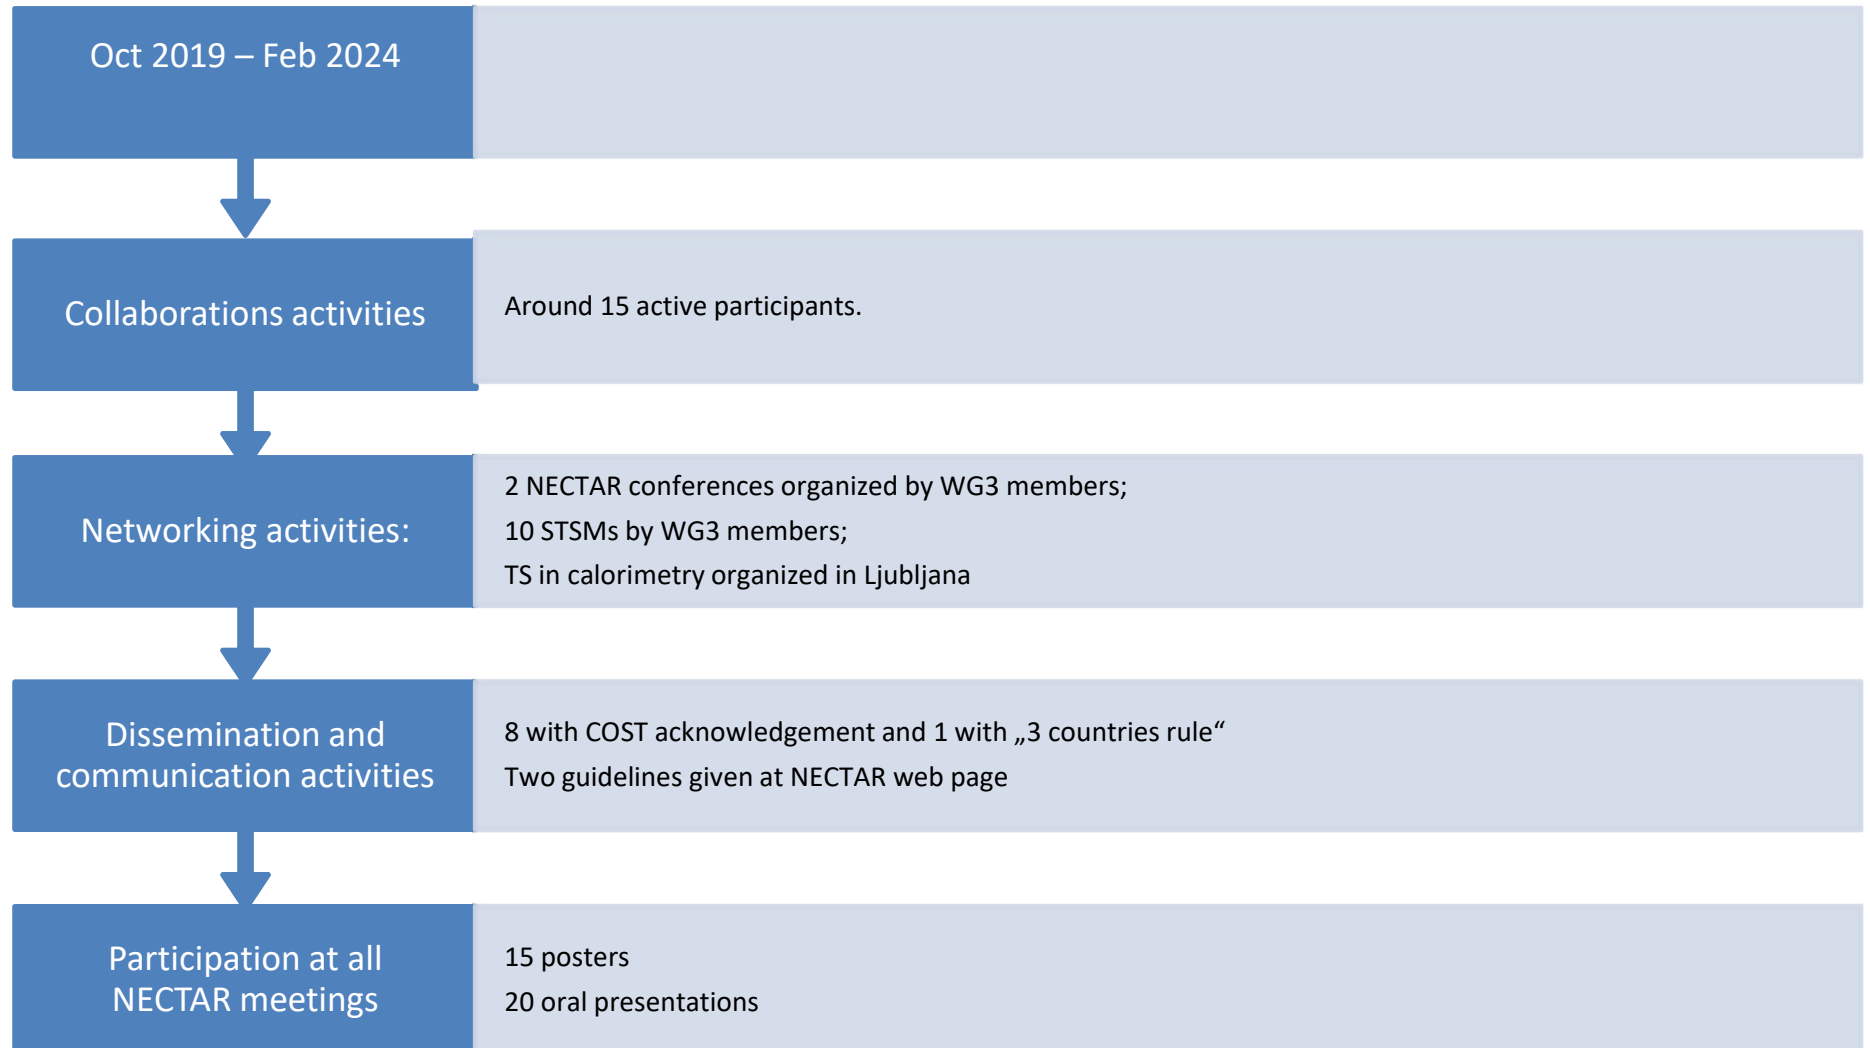 Oct 2019 – Feb 2024
Collaborations activities
Around 15 active participants.
Networking activities:
2 NECTAR conferences organized by WG3 members;
10 STSMs by WG3 members;
TS in calorimetry organized in Ljubljana
Dissemination and
communication activities
8 with COST acknowledgement and 1 with „3 countries rule“
Two guidelines given at NECTAR web page
Participation at all
NECTAR meetings
15 posters
20 oral presentations